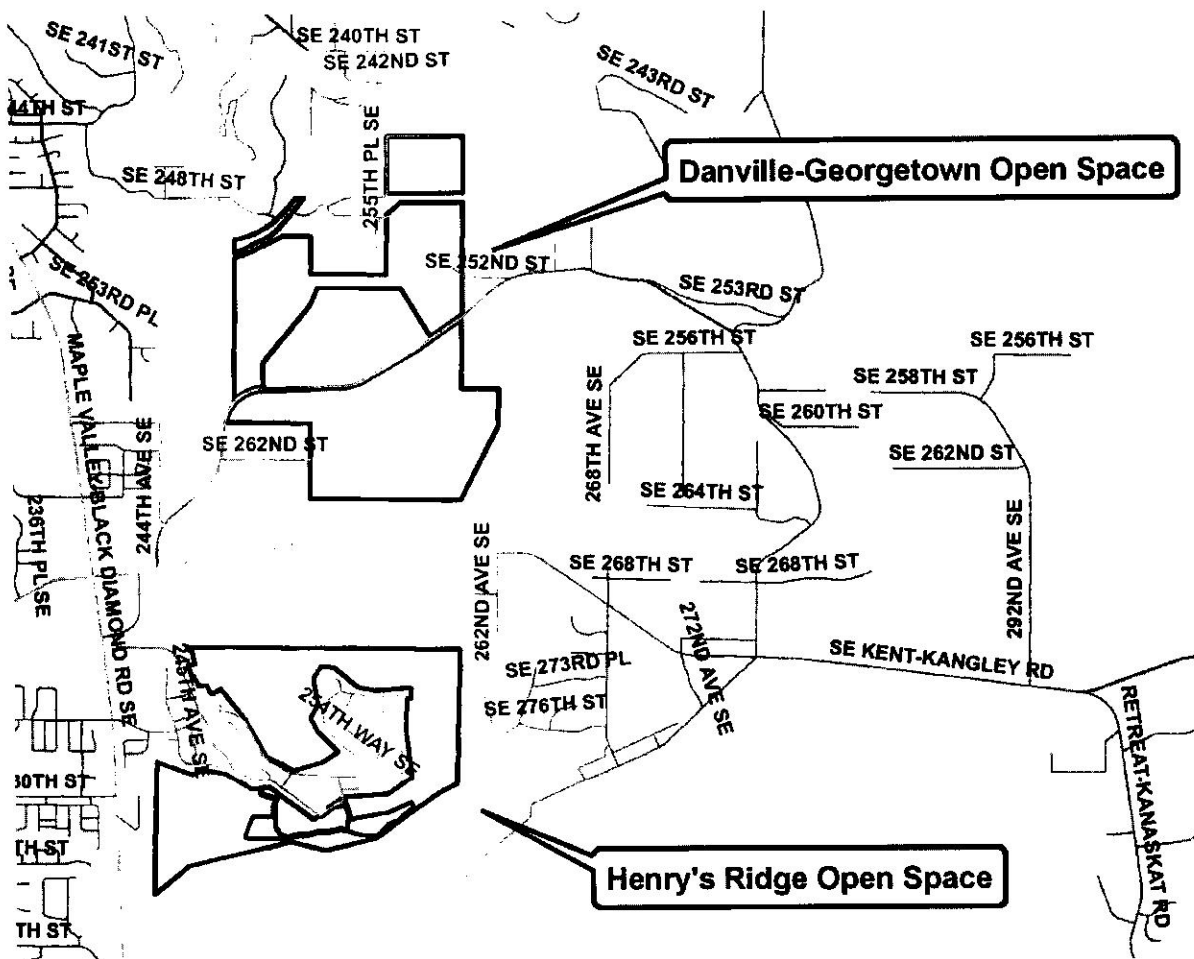 SE 240TH ST
SE 241ST ST
SE 242ND ST
SE 243RD ST
44TH ST
Danville-Georgetown Open Space
SE 248TH ST
255TH PL SE
SE 252ND ST
SE 253RD PL
SE 253RD ST
SE 256TH ST
SE 256TH ST
SE 258TH ST
SE 260TH ST
SE 262ND ST
SE 262ND ST
268TH AVE SE
MAPLE VALLEY/BLACK DIAMOND RD SE
244TH AVE SE
SE 264TH ST
236TH PL SE
SE 268TH ST
SE 268TH ST
262ND AVE SE
292ND AVE SE
272ND AVE SE
SE KENT-KANGLEY RD
SE 273RD PL
SE 276TH ST
254TH WAY SE
RETREAT-KANASKAT RD
80TH ST
TH ST
Henry's Ridge Open Space
TH ST